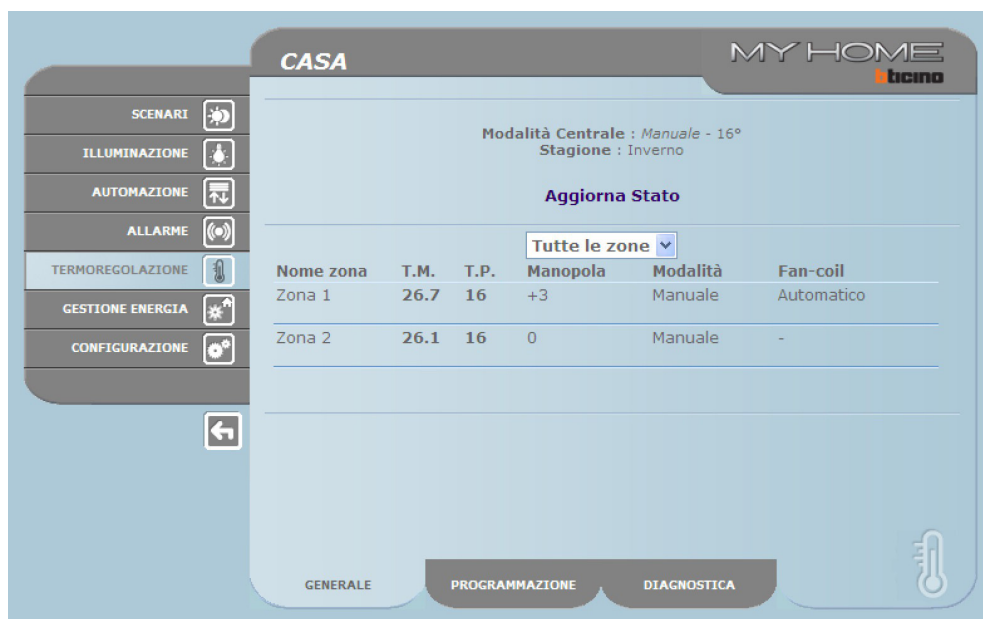 CASA
MY HOME
bticino
SCENARI
ILLUMINAZIONE
AUTOMAZIONE
ALLARME
TERMOREGOLAZIONE
GESTIONE ENERGIA
CONFIGURAZIONE
Modalità Centrale : Manuale - 16°
Stagione : Inverno
Aggiorna Stato
Tutte le zone
Nome zona T.M. T.P. Manopola Modalità Fan-coil
Zona 1 26.7 16 +3 Manuale Automatico
Zona 2 26.1 16 0 Manuale -
GENERALE PROGRAMMAZIONE DIAGNOSTICA